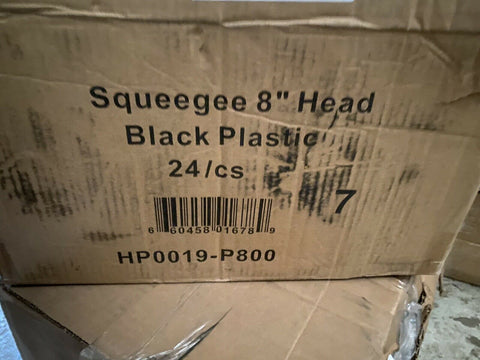 Squeegee 8" Head
Black Plastic
24/cs
7
6 60458 01678 9
HP0019-P800